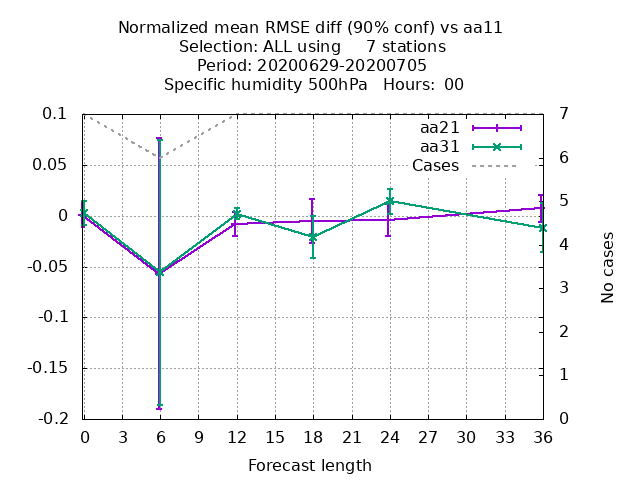 Normalized mean RMSE diff (90% conf) vs aa11
Selection: ALL using     7 stations
Period: 20200629-20200705
Specific humidity 500hPa   Hours:  00
0.1
0.05
0
-0.05
-0.1
-0.15
-0.2
aa21
aa31
Cases
7
6
5
4
3
2
1
0
No cases
0 3 6 9 12 15 18 21 24 27 30 33 36
Forecast length